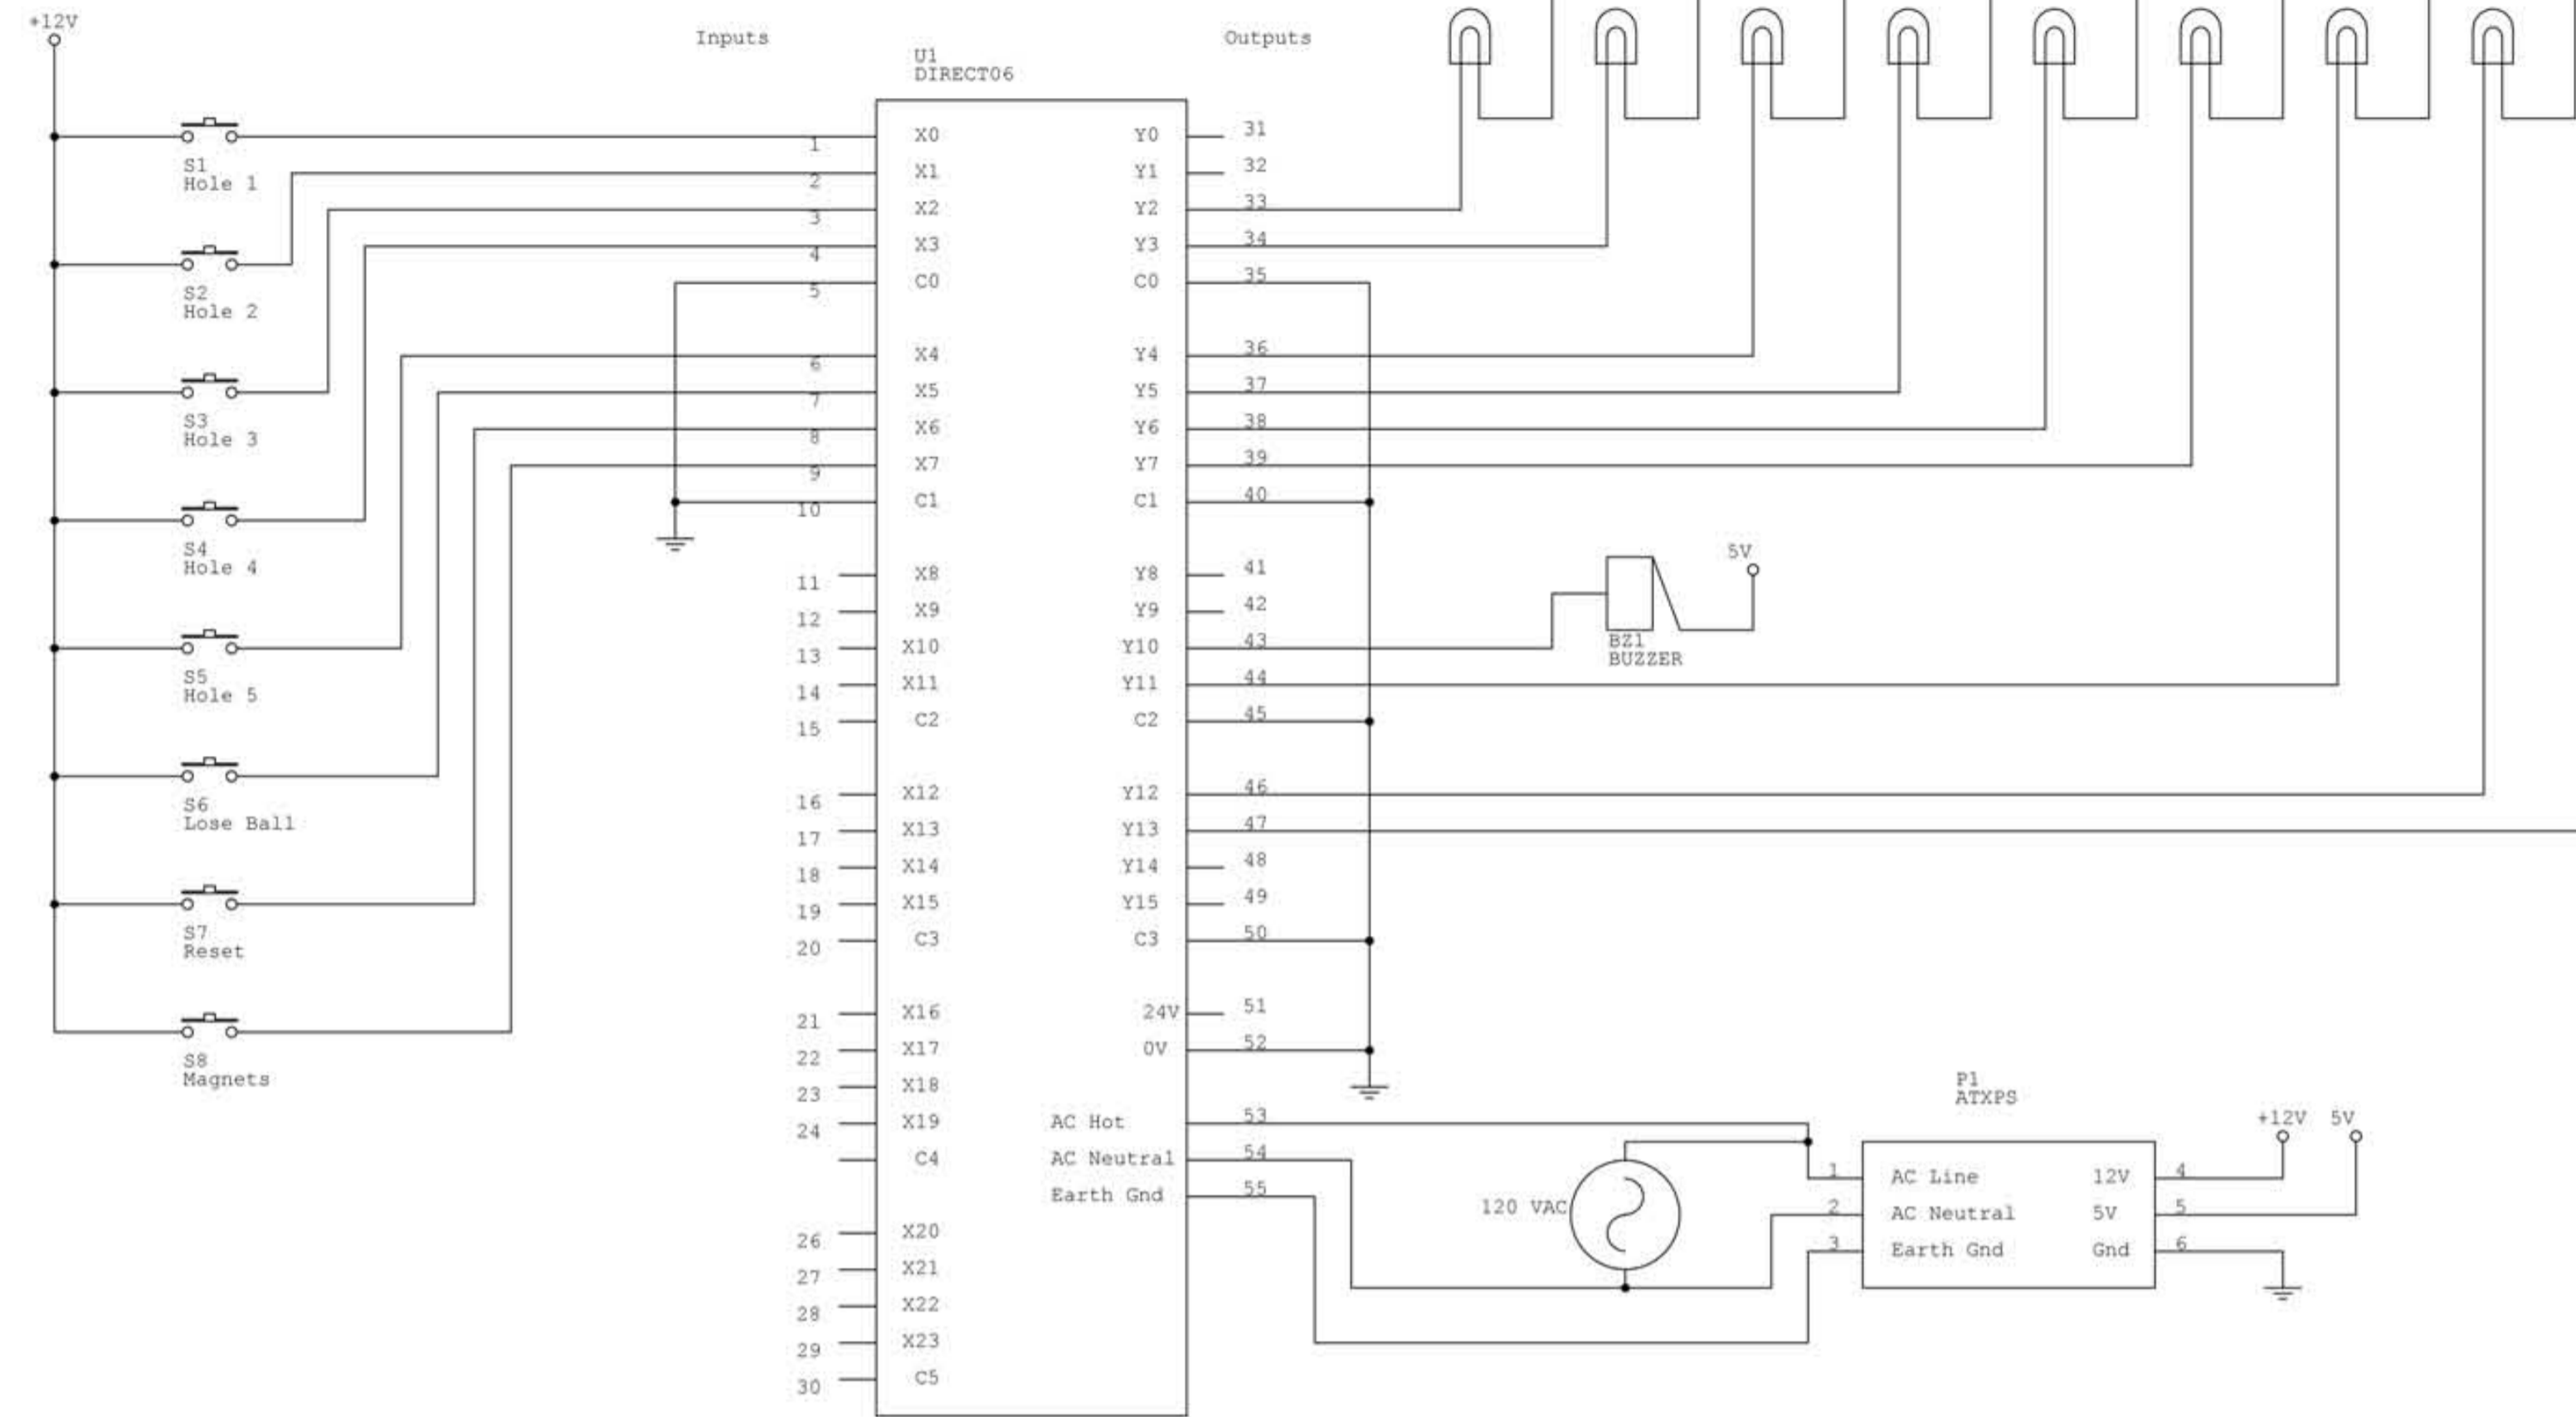 +12V
Inputs
Outputs
U1
DIRECT06
S1
Hole 1
S2
Hole 2
S3
Hole 3
S4
Hole 4
S5
Hole 5
S6
Lose Ball
S7
Reset
S8
Magnets
1 X0 Y0 31
2 X1 Y1 32
3 X2 Y2 33
4 X3 Y3 34
5 C0 C0 35
6 X4 Y4 36
7 X5 Y5 37
8 X6 Y6 38
9 X7 Y7 39
10 C1 C1 40
11 X8 Y8 41
12 X9 Y9 42
13 X10 Y10 43
14 X11 Y11 44
15 C2 C2 45
16 X12 Y12 46
17 X13 Y13 47
18 X14 Y14 48
19 X15 Y15 49
20 C3 C3 50
21 X16 24V 51
22 X17 0V 52
23 X18
24 X19 AC Hot 53
C4 AC Neutral 54
Earth Gnd 55
26 X20
27 X21
28 X22
29 X23
30 C5
5V
BZ1
BUZZER
120 VAC
P1
ATXPS
+12V 5V
1 AC Line 12V 4
2 AC Neutral 5V 5
3 Earth Gnd Gnd 6